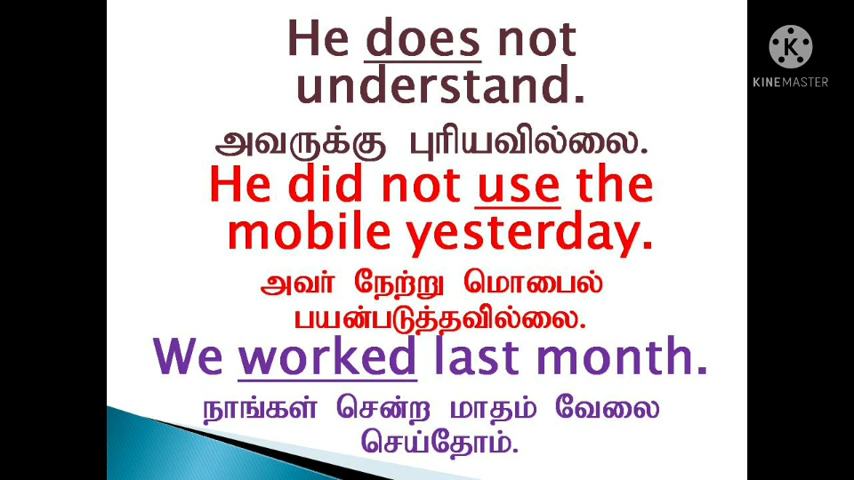 He does not
understand.
அவருக்கு புரியவில்லை.
He did not use the
mobile yesterday.
அவர் நேற்று மொபைல்
பயன்படுத்தவில்லை.
We worked last month.
நாங்கள் சென்ற மாதம் வேலை
செய்தோம்.
K
KINEMASTER